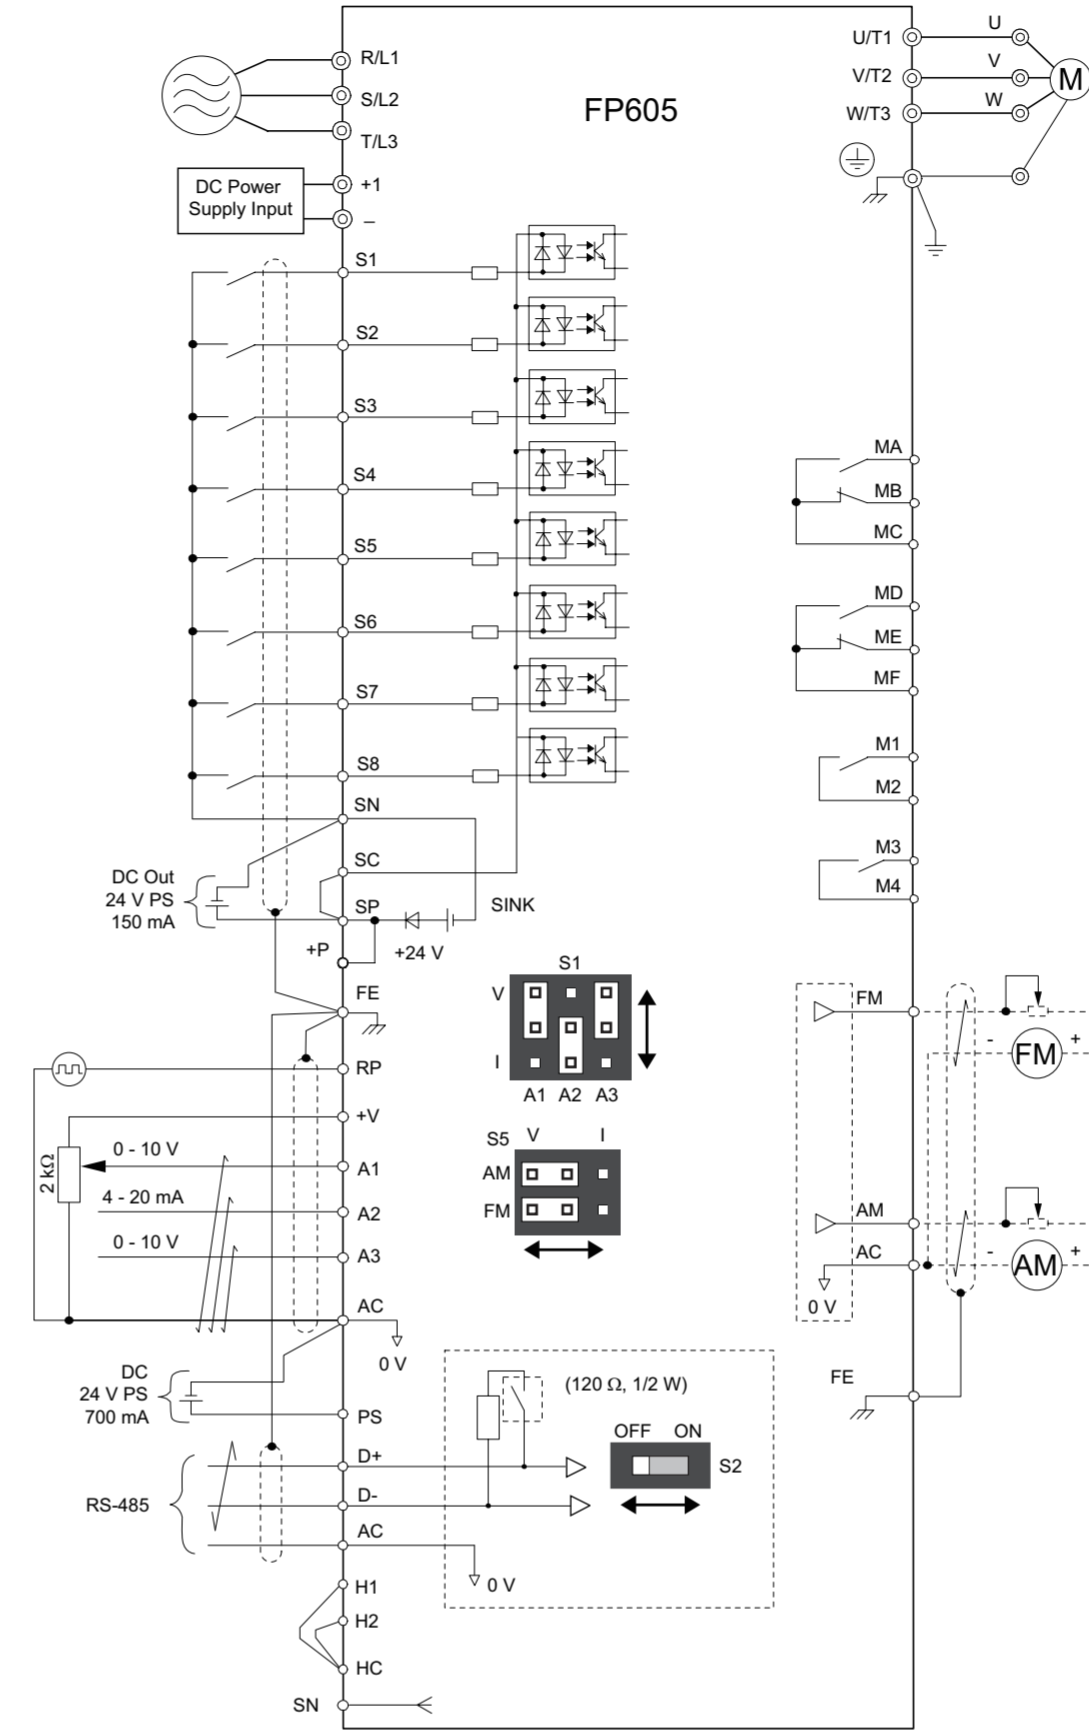 FP605
R/L1
S/L2
T/L3
DC Power
Supply Input
+1
–
U/T1
U
V/T2
V
W/T3
W
M
S1
S2
S3
S4
S5
S6
S7
S8
SN
SC
SP
DC Out
24 V PS
150 mA
+P
+24 V
SINK
FE
RP
+V
2 kΩ
0 - 10 V
A1
4 - 20 mA
A2
0 - 10 V
A3
AC
0 V
DC
24 V PS
700 mA
PS
RS-485
D+
D-
AC
0 V
H1
H2
HC
SN
S1
V
I
A1 A2 A3
S5 V I
AM
FM
(120 Ω, 1/2 W)
OFF ON
S2
MA
MB
MC
MD
ME
MF
M1
M2
M3
M4
FM
- FM +
AM
AC
- AM +
0 V
FE